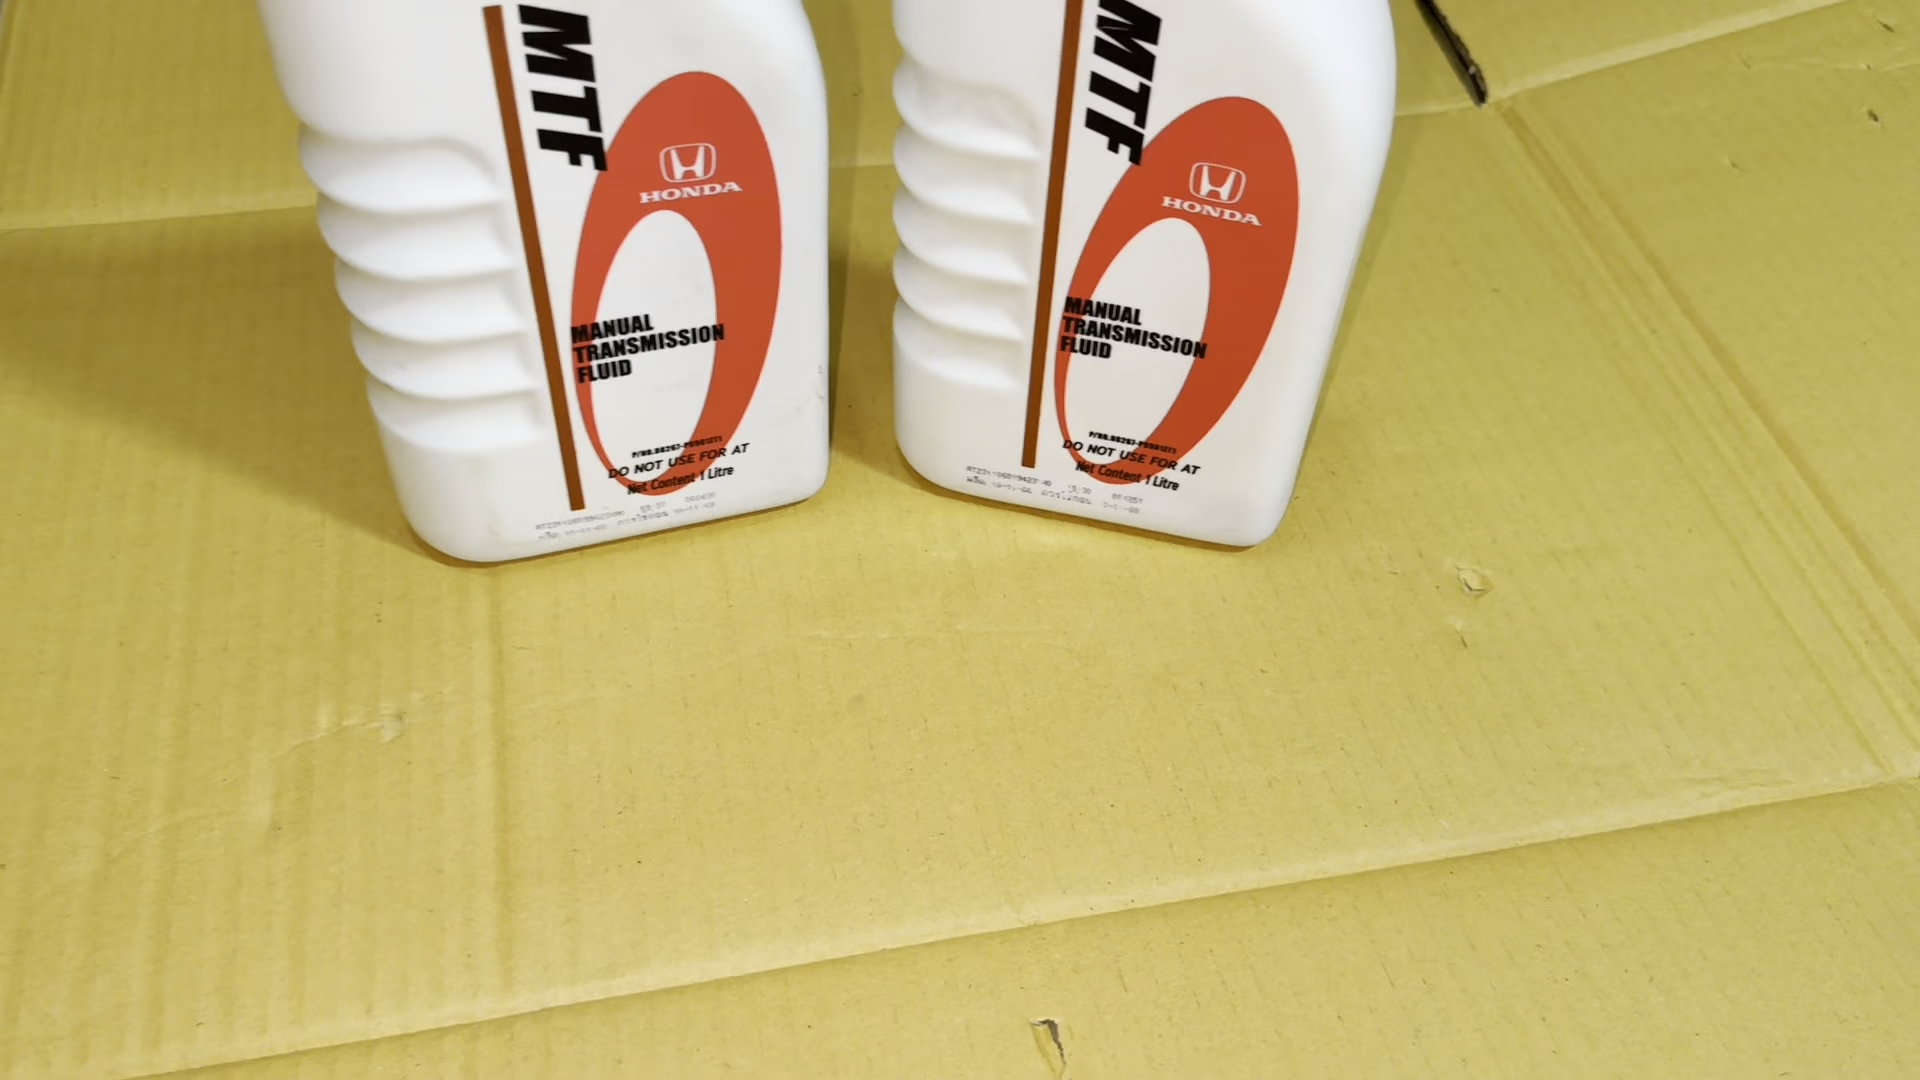 MTF
HONDA
MANUAL
TRANSMISSION
FLUID
DO NOT USE FOR AT
Net Content 1 Litre
MTF
HONDA
MANUAL
TRANSMISSION
FLUID
DO NOT USE FOR AT
Net Content 1 Litre